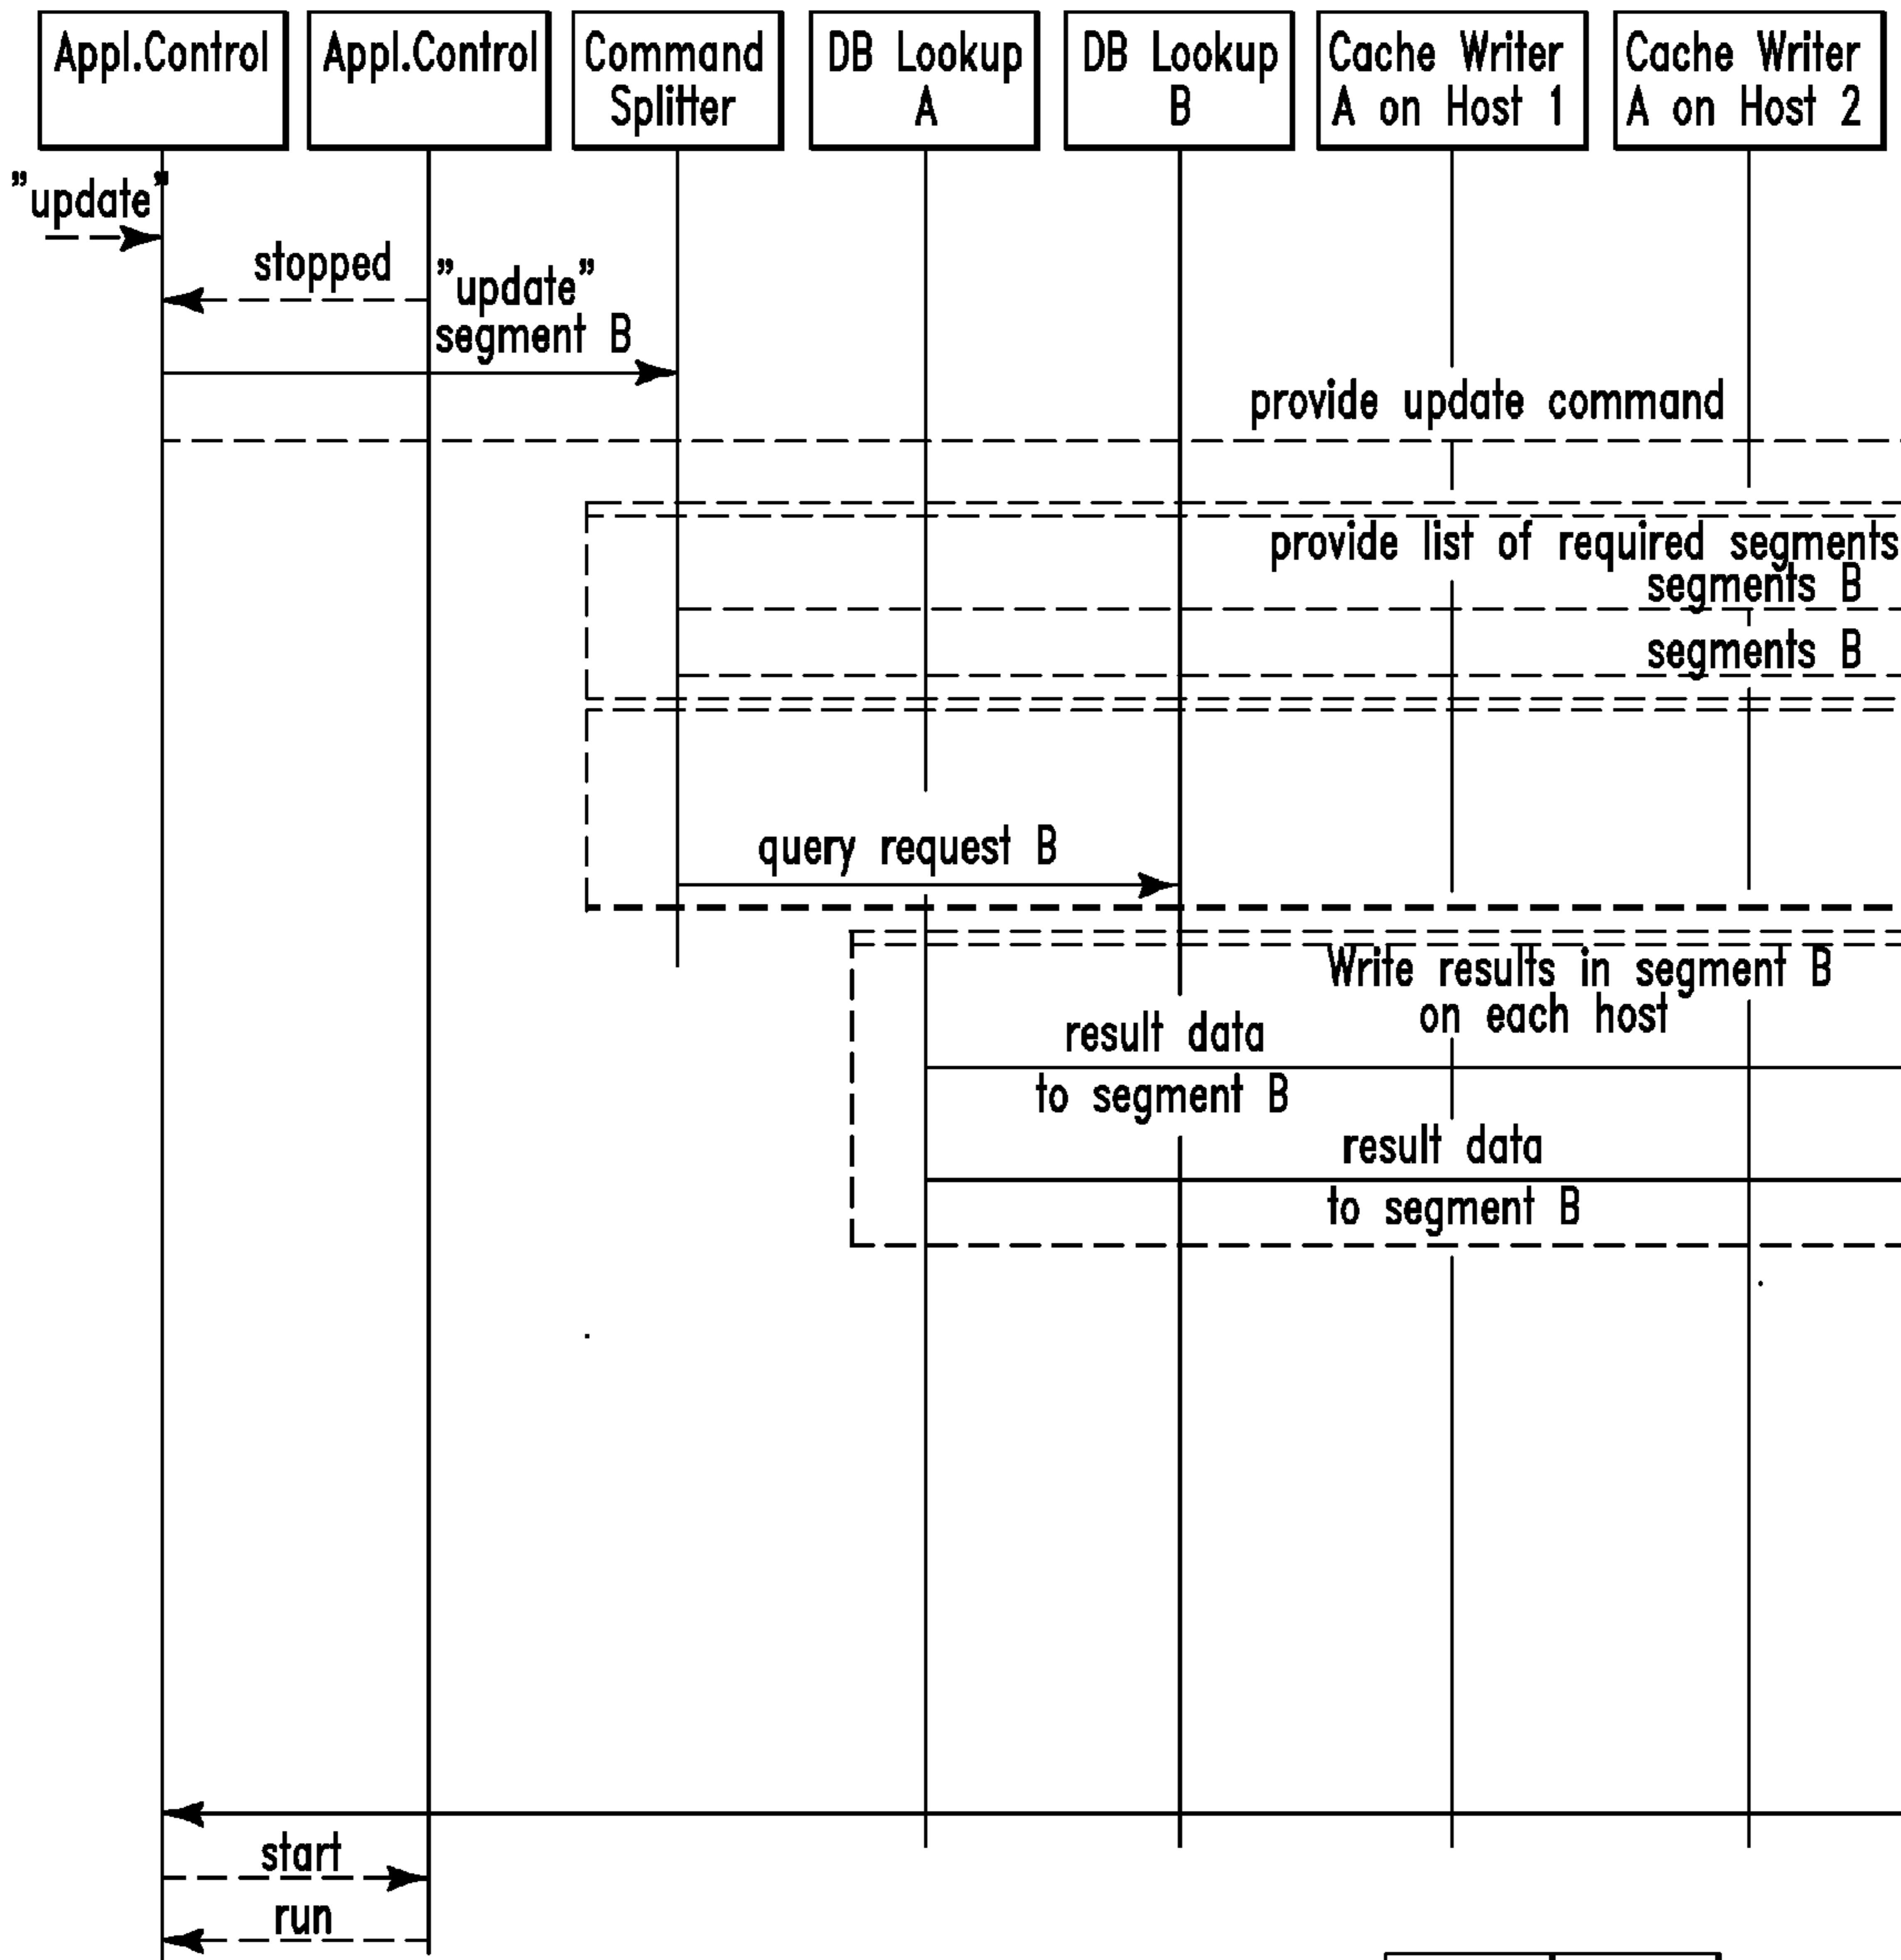 Appl.Control
Appl.Control
Command
Splitter
DB Lookup
A
DB Lookup
B
Cache Writer
A on Host 1
Cache Writer
A on Host 2
"update"
stopped
"update"
segment B
provide update command
provide list of required segments
segments B
segments B
query request B
Write results in segment B
on each host
result data
to segment B
result data
to segment B
start
run